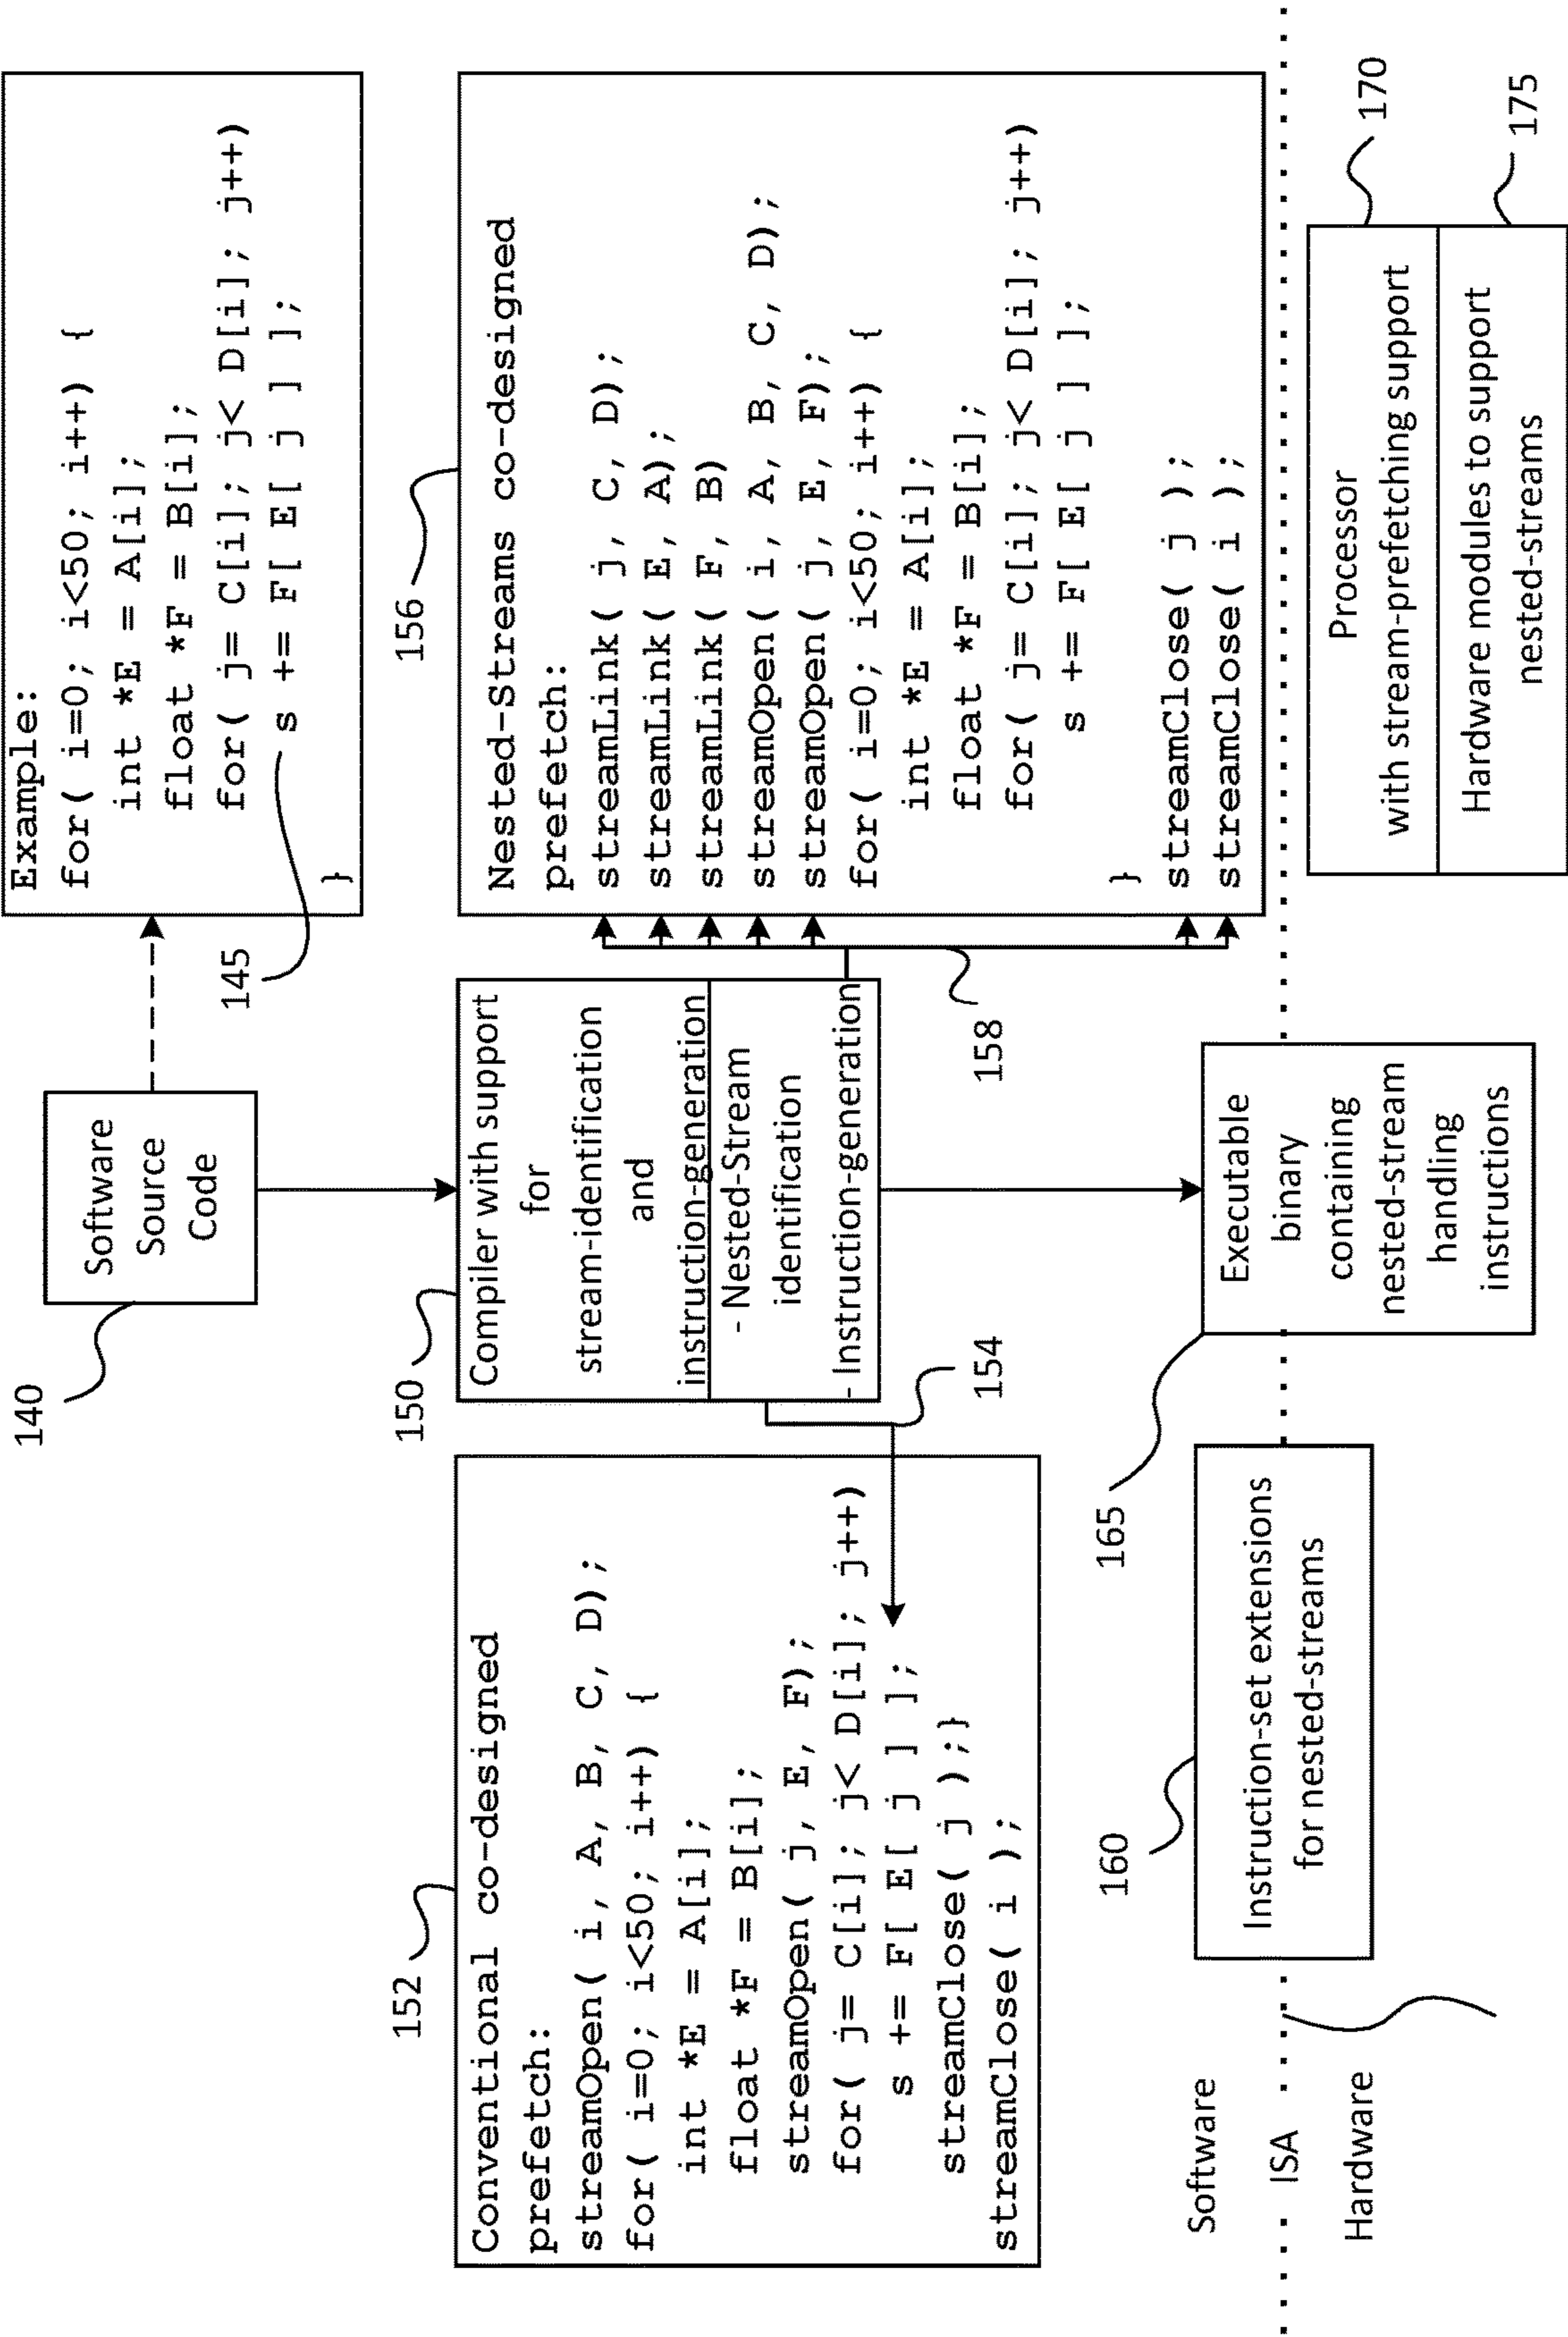 140
Software
Source
Code
Example:
for( i=0; i<50; i++) {
int *E = A[i];
float *F = B[i];
for( j= C[i]; j< D[i]; j++)
s += F[ E[ j ] ];
}
145
152
Conventional co-designed
prefetch:
streamOpen( i, A, B, C, D);
for( i=0; i<50; i++) {
int *E = A[i];
float *F = B[i];
streamOpen( j, E, F);
for( j= C[i]; j< D[i]; j++)
s += F[ E[ j ] ];
streamClose( j );}
streamClose( i );
150
Compiler with support
for
stream-identification
and
instruction-generation
- Nested-Stream
identification
- Instruction-generation
154
158
156
Nested-Streams co-designed
prefetch:
streamLink( j, C, D);
streamLink( E, A);
streamLink( F, B)
streamOpen( i, A, B, C, D);
streamOpen( j, E, F);
for( i=0; i<50; i++) {
int *E = A[i];
float *F = B[i];
for( j= C[i]; j< D[i]; j++)
s += F[ E[ j ] ];
}
streamClose( j );
streamClose( i );
Software
ISA
Hardware
160
Instruction-set extensions
for nested-streams
165
Executable
binary
containing
nested-stream
handling
instructions
Processor
with stream-prefetching support
170
Hardware modules to support
nested-streams
175